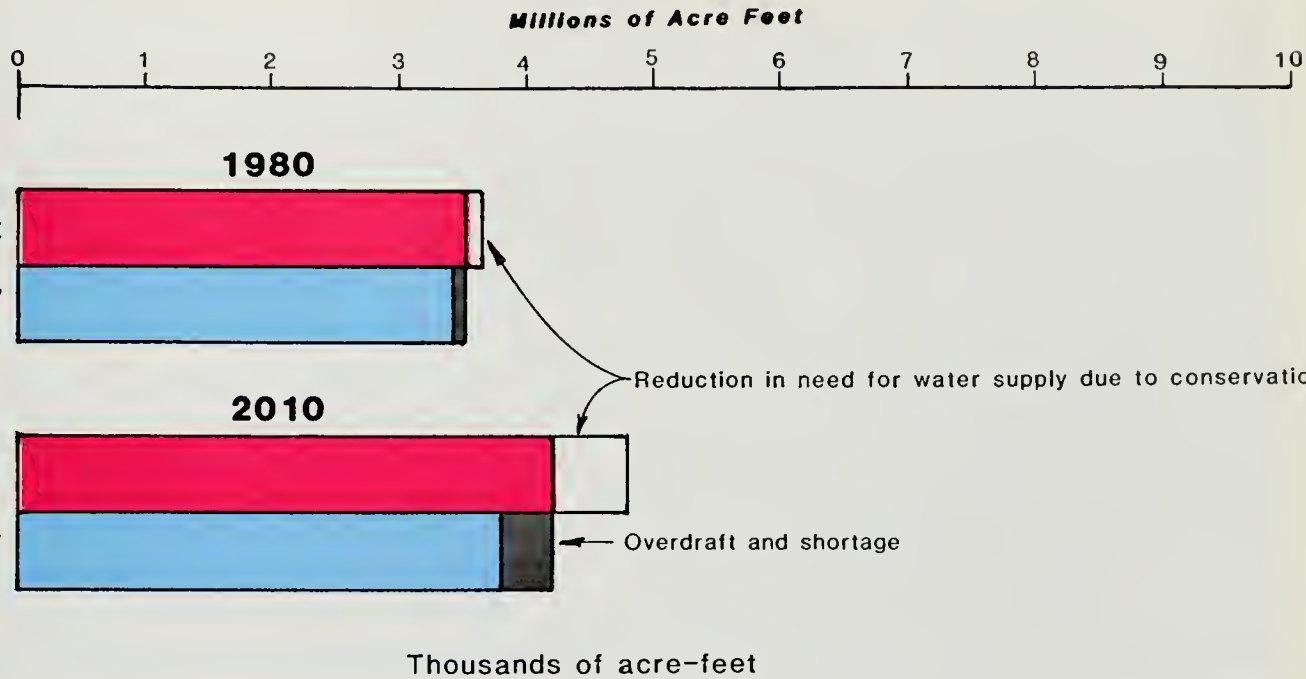 Millions of Acre Feet
0 1 2 3 4 5 6 7 8 9 10
1980
Reduction in need for water supply due to conservatio
2010
Overdraft and shortage
Thousands of acre-feet